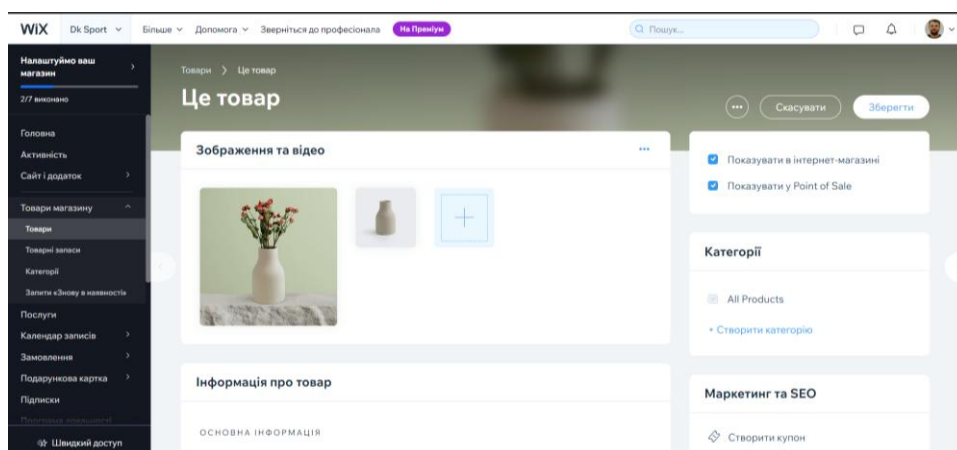 WiX Dk Sport Більше Допомога Зверніться до професіонала На Преміум Пошук...
Налаштуймо ваш магазин
2/7 виконано
Головна
Активність
Сайт і додаток
Товари магазину
Товари
Товарні запаси
Категорії
Запити «Знову в наявності»
Послуги
Календар записів
Замовлення
Подарункова картка
Підписки
Програма лояльності
Швидкий доступ
Товари > Це товар
Це товар
Скасувати
Зберегти
Зображення та відео
Інформація про товар
ОСНОВНА ІНФОРМАЦІЯ
Показувати в інтернет-магазині
Показувати у Point of Sale
Категорії
All Products
+ Створити категорію
Маркетинг та SEO
Створити купон